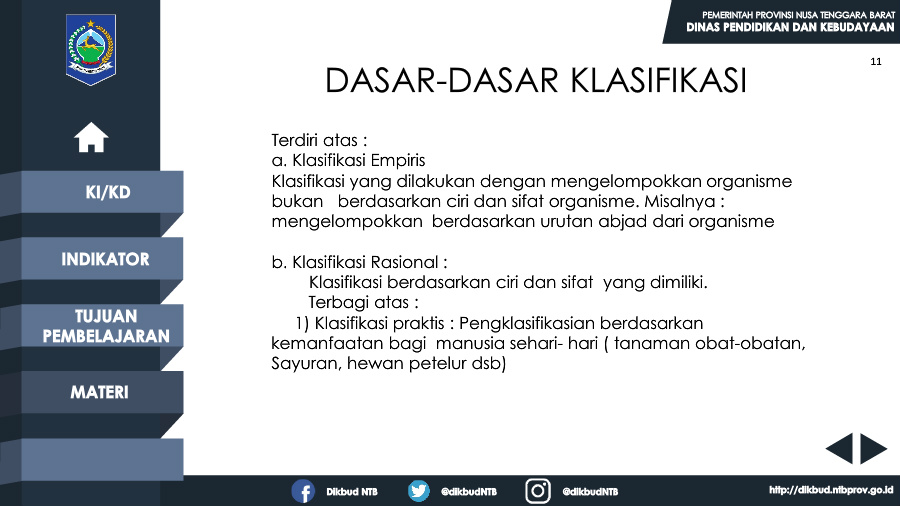 PEMERINTAH PROVINSI NUSA TENGGARA BARAT
DINAS PENDIDIKAN DAN KEBUDAYAAN
11
DASAR-DASAR KLASIFIKASI
KI/KD
INDIKATOR
TUJUAN
PEMBELAJARAN
MATERI
Terdiri atas :
a. Klasifikasi Empiris
Klasifikasi yang dilakukan dengan mengelompokkan organisme
bukan berdasarkan ciri dan sifat organisme. Misalnya :
mengelompokkan berdasarkan urutan abjad dari organisme
b. Klasifikasi Rasional :
Klasifikasi berdasarkan ciri dan sifat yang dimiliki.
Terbagi atas :
1) Klasifikasi praktis : Pengklasifikasian berdasarkan
kemanfaatan bagi manusia sehari- hari ( tanaman obat-obatan,
Sayuran, hewan petelur dsb)
Dikbud NTB
@dikbudNTB
@dikbudNTB
http://dikbud.ntbprov.go.id